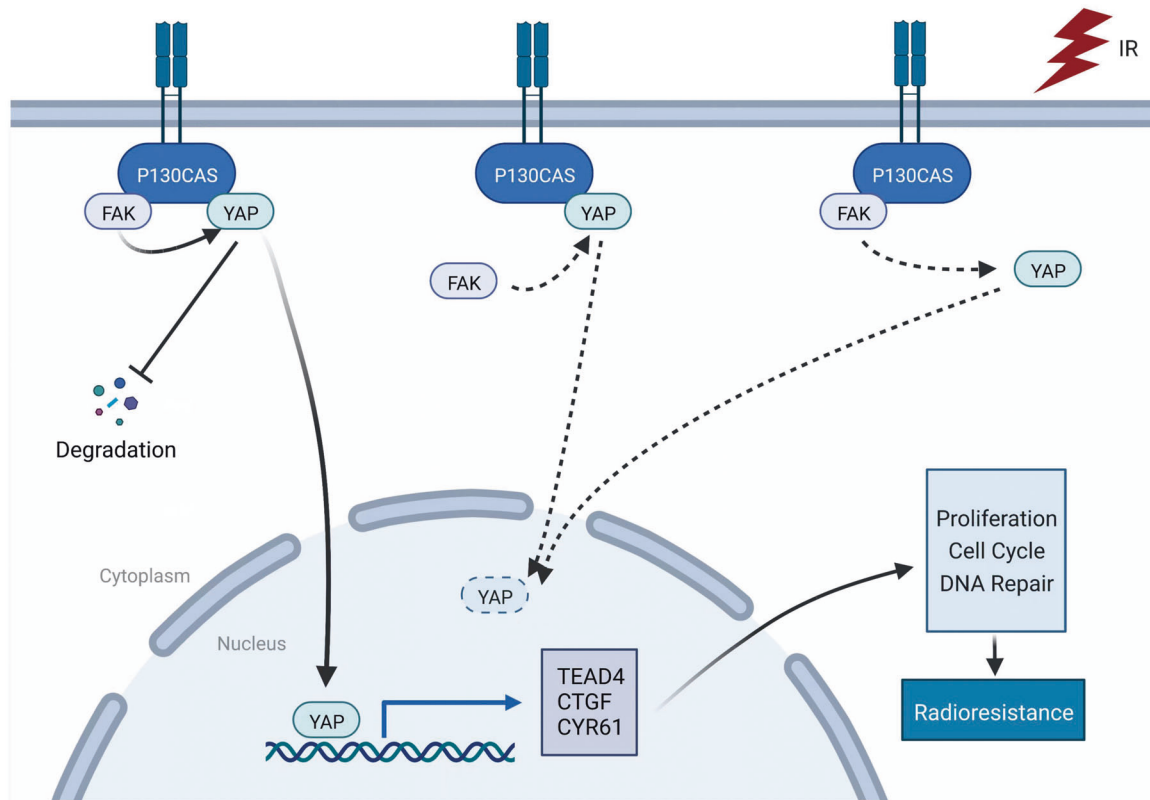 IR
P130CAS
FAK
YAP
P130CAS
YAP
FAK
P130CAS
FAK
YAP
Degradation
Cytoplasm
Nucleus
YAP
YAP
TEAD4
CTGF
CYR61
Proliferation
Cell Cycle
DNA Repair
Radioresistance